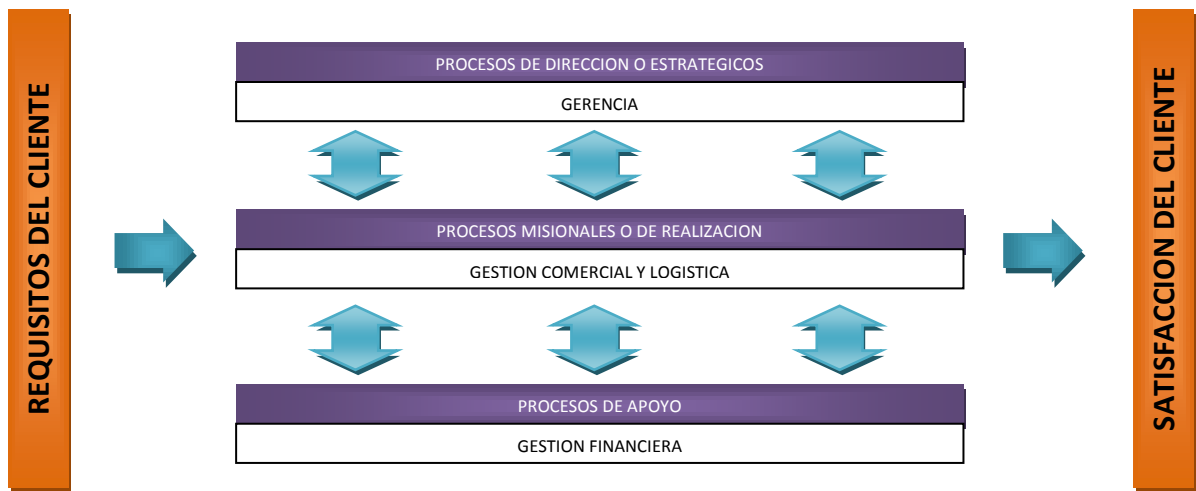 REQUISITOS DEL CLIENTE
PROCESOS DE DIRECCION O ESTRATEGICOS
GERENCIA
PROCESOS MISIONALES O DE REALIZACION
GESTION COMERCIAL Y LOGISTICA
PROCESOS DE APOYO
GESTION FINANCIERA
SATISFACCION DEL CLIENTE